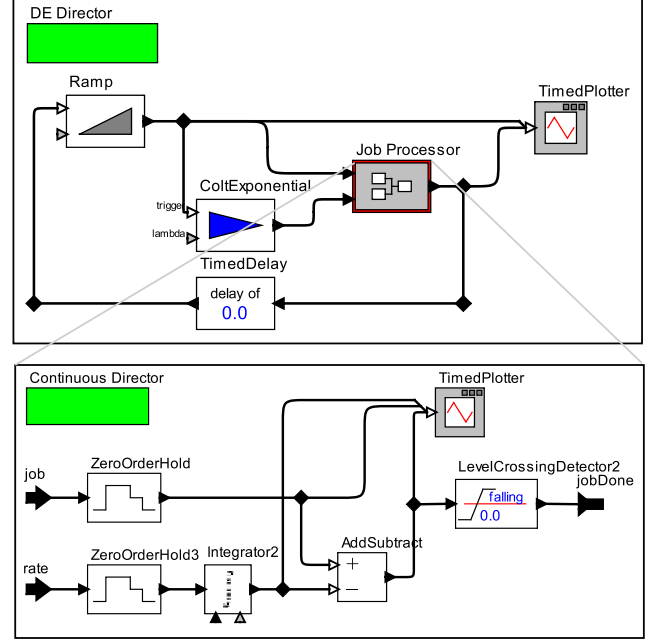 DE Director
Ramp
TimedPlotter
Job Processor
ColtExponential
trigger
lambda
TimedDelay
delay of
0.0
Continuous Director
TimedPlotter
job
ZeroOrderHold
LevelCrossingDetector2
falling
0.0
jobDone
AddSubtract
rate
ZeroOrderHold3
Integrator2
+
−